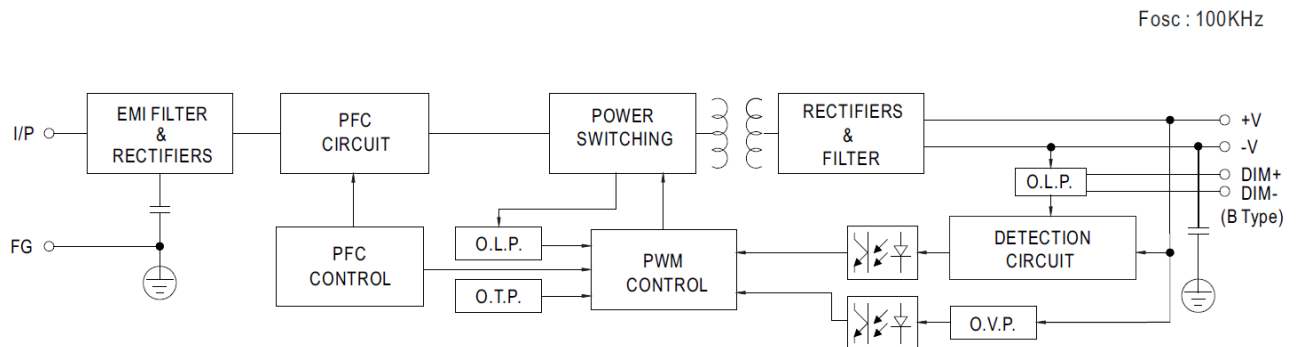 Fosc : 100KHz
I/P
EMI FILTER
&
RECTIFIERS
PFC
CIRCUIT
POWER
SWITCHING
RECTIFIERS
&
FILTER
+V
-V
O.L.P.
DIM+
DIM-
(B Type)
FG
PFC
CONTROL
O.L.P.
O.T.P.
PWM
CONTROL
DETECTION
CIRCUIT
O.V.P.